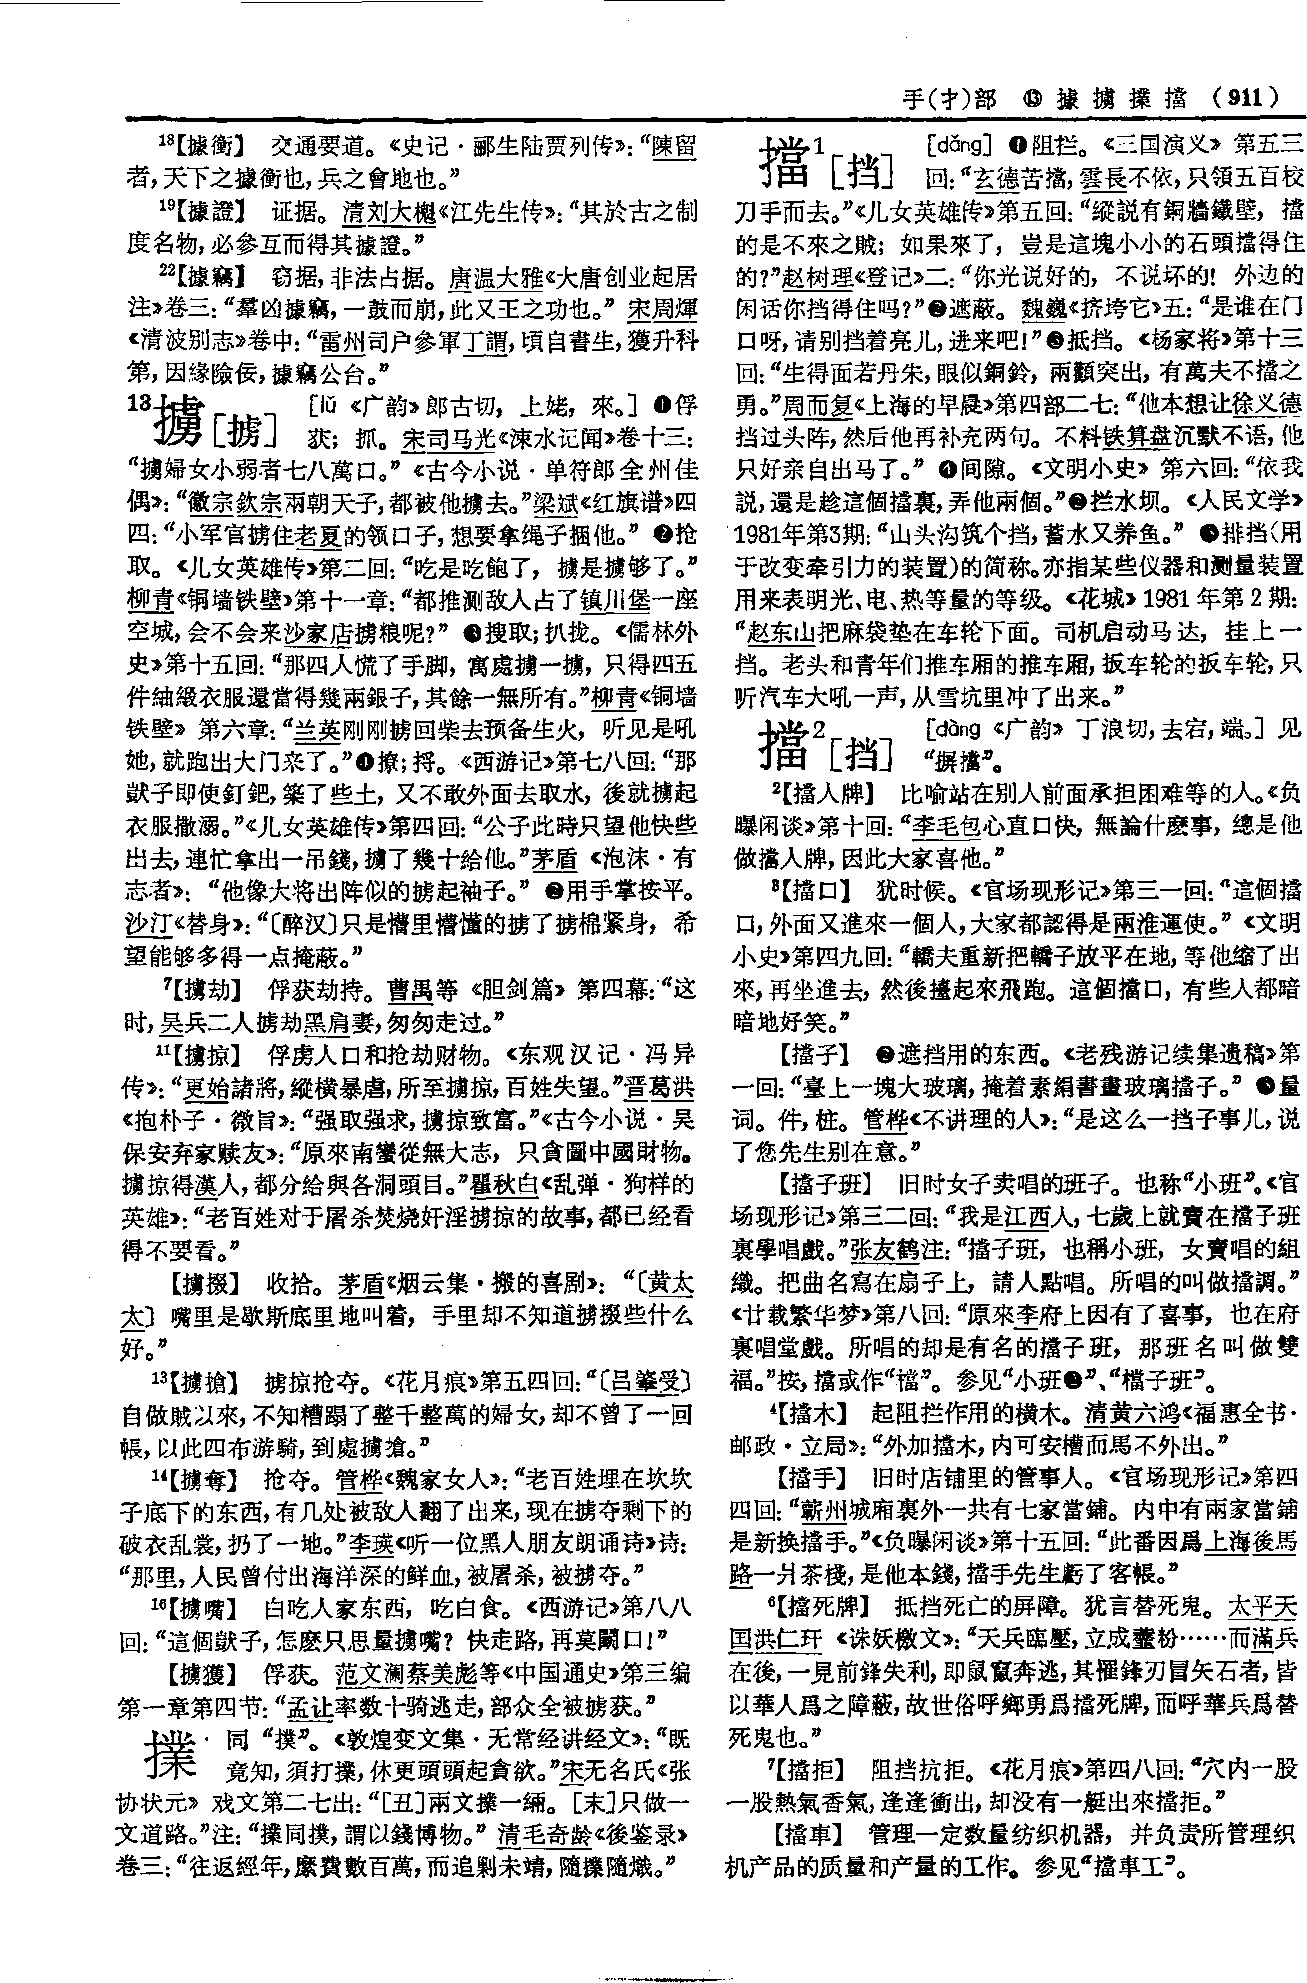 手(扌)部 ⓭ 據擄擈擋 (911)
¹⁸【據衝】 交通要道。《史记·郦生陆贾列传》：“陳留
者，天下之據衝也，兵之會地也。”
¹⁹【據證】 证据。清刘大櫆《江先生传》：“其於古之制
度名物，必参互而得其據證。”
²²【據竊】 窃据，非法占据。唐温大雅《大唐创业起居
注》卷三：“羣凶據竊，一鼓而崩，此又王之功也。” 宋周煇
《清波别志》卷中：“雷州司户參軍丁謂，頃自書生，獲升科
第，因緣險佞，據竊公台。”
13擄[掳] [lǔ 《广韵》郎古切，上姥，來。] ❶俘
获；抓。宋司马光《涑水记闻》卷十三：
“擄婦女小弱者七八萬口。”《古今小说·单符郎全州佳
偶》：“徽宗欽宗兩朝天子，都被他擄去。”梁斌《红旗谱》四
四：“小军官掳住老夏的领口子，想要拿绳子捆他。” ❷抢
取。《儿女英雄传》第二回：“吃是吃飽了，擄是擄够了。”
柳青《铜墙铁壁》第十一章：“都推测敌人占了镇川堡一座
空城，会不会来沙家店掳粮呢？” ❸搜取；扒拢。《儒林外
史》第十五回：“那四人慌了手脚，寓處擄一擄，只得四五
件紬緞衣服還當得幾兩銀子，其餘一無所有。”柳青《铜墙
铁壁》第六章：“兰英刚刚掳回柴去预备生火，听见是吼
她，就跑出大门来了。”❹撩；捋。《西游记》第七八回：“那
獃子即使釘鈀，築了些土，又不敢外面去取水，後就擄起
衣服撒溺。”《儿女英雄传》第四回：“公子此時只望他快些
出去，連忙拿出一吊錢，擄了幾十给他。”茅盾《泡沫·有
志者》：“他像大将出阵似的掳起袖子。” ❺用手掌按平。
沙汀《替身》：“〔醉汉〕只是懵里懵懂的掳了掳棉紧身，希
望能够多得一点掩蔽。”
⁷【擄劫】 俘获劫持。曹禺等《胆剑篇》第四幕：“这
时，吴兵二人掳劫黑肩妻，匆匆走过。”
¹¹【擄掠】 俘虏人口和抢劫财物。《东观汉记·冯异
传》：“更始諸將，縱横暴虐，所至擄掠，百姓失望。”晋葛洪
《抱朴子·微旨》：“强取强求，擄掠致富。”《古今小说·吴
保安弃家赎友》：“原來南蠻從無大志，只貪圖中國財物。
擄掠得漢人，都分給與各洞頭目。”瞿秋白《乱弹·狗样的
英雄》：“老百姓对于屠杀焚烧奸淫掳掠的故事，都已经看
得不要看。”
【擄掇】 收拾。茅盾《烟云集·搬的喜剧》：“〔黄太
太〕嘴里是歇斯底里地叫着，手里却不知道掳掇些什么
好。”
¹³【擄搶】 掳掠抢夺。《花月痕》第五四回：“〔吕肇受〕
自做賊以來，不知糟蹋了整千整萬的婦女，却不曾了一回
帳，以此四布游騎，到處擄搶。”
¹⁴【擄奪】 抢夺。管桦《魏家女人》：“老百姓埋在坎坎
子底下的东西，有几处被敌人翻了出来，现在掳夺剩下的
破衣乱裳，扔了一地。”李瑛《听一位黑人朋友朗诵诗》诗：
“那里，人民曾付出海洋深的鲜血，被屠杀，被掳夺。”
¹⁶【擄嘴】 白吃人家东西，吃白食。《西游记》第八八
回：“這個獃子，怎麽只思量擄嘴？快走路，再莫鬭口！”
【擄獲】 俘获。范文澜蔡美彪等《中国通史》第三编
第一章第四节：“孟让率数十骑逃走，部众全被掳获。”
擈 同“撲”。《敦煌变文集·无常经讲经文》：“既
竟知，須打擈，休更頭頭起貪欲。”宋无名氏《张
协状元》戏文第二七出：“[丑]兩文擈一緉。[末]只做一
文道路。”注：“擈同撲，謂以錢博物。” 清毛奇龄《後鉴录》
卷三：“往返經年，縻費數百萬，而追剿未靖，隨擈隨熾。”
擋¹[挡] [dǎng] ❶阻拦。《三国演义》第五三
回：“玄德苦擋，雲長不依，只領五百校
刀手而去。”《儿女英雄传》第五回：“縱説有銅牆鐵壁，擋
的是不來之賊；如果來了，豈是這塊小小的石頭擋得住
的？”赵树理《登记》二：“你光说好的，不说坏的！外边的
闲话你挡得住吗？”❷遮蔽。魏巍《挤垮它》五：“是谁在门
口呀，请别挡着亮儿，进来吧！”❸抵挡。《杨家将》第十三
回：“生得面若丹朱，眼似銅鈴，兩顴突出，有萬夫不擋之
勇。”周而复《上海的早晨》第四部二七：“他本想让徐义德
挡过头阵，然后他再补充两句。不料铁算盘沉默不语，他
只好亲自出马了。” ❹间隙。《文明小史》第六回：“依我
説，還是趁這個擋裏，弄他兩個。”❺拦水坝。《人民文学》
1981年第3期：“山头沟筑个挡，蓄水又养鱼。” ❻排挡(用
于改变牵引力的装置)的简称。亦指某些仪器和测量装置
用来表明光、电、热等量的等级。《花城》1981年第2期：
“赵东山把麻袋垫在车轮下面。司机启动马达，挂上一
挡。老头和青年们推车厢的推车厢，扳车轮的扳车轮，只
听汽车大吼一声，从雪坑里冲了出来。”
擋²[挡] [dàng 《广韵》丁浪切，去宕，端。] 见
“摒擋”。
²【擋人牌】 比喻站在别人前面承担困难等的人。《负
曝闲谈》第十回：“李毛包心直口快，無論什麽事，總是他
做擋人牌，因此大家喜他。”
³【擋口】 犹时候。《官场现形记》第三一回：“這個擋
口，外面又進來一個人，大家都認得是兩淮運使。”《文明
小史》第四九回：“轎夫重新把轎子放平在地，等他縮了出
來，再坐進去，然後擡起來飛跑。這個擋口，有些人都暗
暗地好笑。”
【擋子】 ❷遮挡用的东西。《老残游记续集遗稿》第
一回：“臺上一塊大玻璃，掩着素絹書畫玻璃擋子。” ❸量
词。件，桩。管桦《不讲理的人》：“是这么一挡子事儿，说
了您先生别在意。”
【擋子班】 旧时女子卖唱的班子。也称“小班”。《官
场现形记》第三二回：“我是江西人，七歲上就賣在擋子班
裏學唱戲。”张友鹤注：“擋子班，也稱小班，女賣唱的組
織。把曲名寫在扇子上，請人點唱。所唱的叫做擋調。”
《廿载繁华梦》第八回：“原來李府上因有了喜事，也在府
裏唱堂戲。所唱的却是有名的擋子班，那班名叫做雙
福。”按，擋或作“檔”。参见“小班❷”、“檔子班”。
⁴【擋木】 起阻拦作用的横木。清黄六鸿《福惠全书·
邮政·立局》：“外加擋木，内可安槽而馬不外出。”
【擋手】 旧时店铺里的管事人。《官场现形记》第四
四回：“蘄州城廂裏外一共有七家當鋪。内中有兩家當鋪
是新换擋手。”《负曝闲谈》第十五回：“此番因爲上海後馬
路一爿茶棧，是他本錢，擋手先生虧了客帳。”
⁶【擋死牌】 抵挡死亡的屏障。犹言替死鬼。太平天
国洪仁玕《诛妖檄文》：“天兵臨壓，立成虀粉……而滿兵
在後，一見前鋒失利，即鼠竄奔逃，其罹鋒刃冒矢石者，皆
以華人爲之障蔽，故世俗呼鄉勇爲擋死牌，而呼華兵爲替
死鬼也。”
⁷【擋拒】 阻挡抗拒。《花月痕》第四八回：“穴内一股
一股熱氣香氣，逢逢衝出，却没有一艇出來擋拒。”
【擋車】 管理一定数量纺织机器，并负责所管理织
机产品的质量和产量的工作。参见“擋車工”。